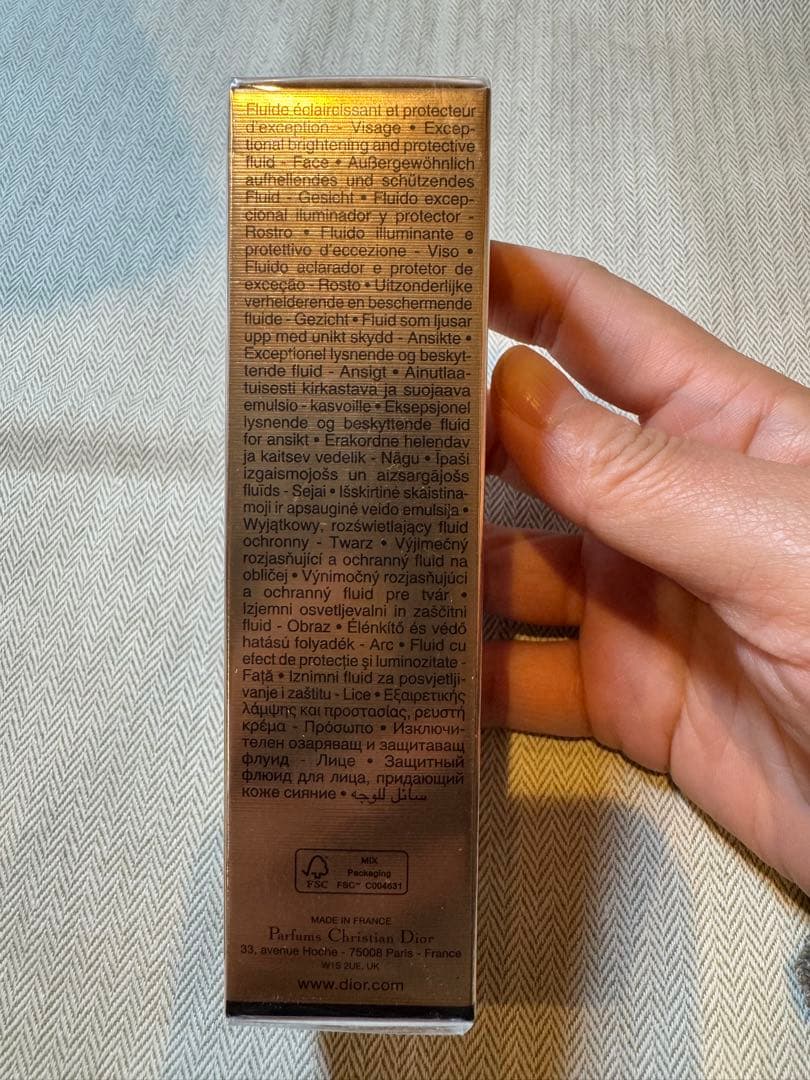 Fluide éclaircissant et protecteur
d'exception - Visage • Excep-
tional brightening and protective
fluid - Face • Außergewöhnlich
aufhellendes und schützendes
Fluid - Gesicht • Fluido excep-
cional iluminador y protector -
Rostro • Fluido illuminante e
protettivo d'eccezione - Viso •
Fluido aclarador e protetor de
exceção - Rosto • Uitzonderlijke
verhelderende en beschermende
fluide - Gezicht • Fluid som ljusar
upp med unikt skydd - Ansikte •
Exceptionel lysnende og beskyt-
tende fluid - Ansigt • Ainutlaa-
tuisesti kirkastava ja suojaava
emulsio - kasvoille • Eksepsjonel
lysnende og beskyttende fluid
for ansikt • Erakordne helendav
ja kaitsev vedelik - Nägu • Īpaši
izgaismojošs un aizsargājošs
fluīds - Sejai • Išskirtinė skaistina-
moji ir apsauginė veido emulsija •
Wyjątkowy, rozświetlający fluid
ochronny - Twarz • Výjimečný
rozjasňující a ochranný fluid na
obličej • Výnimočný rozjasňujúci
a ochranný fluid pre tvár •
Izjemni osvetljevalni in zaščitni
fluid - Obraz • Élénkítő és védő
hatású folyadék - Arc • Fluid cu
efect de protecție și luminozitate -
Față • Iznimni fluid za posvjetlji-
vanje i zaštitu - Lice • Εξαιρετικής
λάμψης και προστασίας, ρευστή
κρέμα - Πρόσωπο • Изключи-
телен озаряващ и защитаващ
флуид - Лице • Защитный
флюид для лица, придающий
коже сияние • سائل للوجه
MIX
Packaging
FSC FSC™ C004631
MADE IN FRANCE
Parfums Christian Dior
33, avenue Hoche - 75008 Paris - France
W1S 2UE, UK
www.dior.com